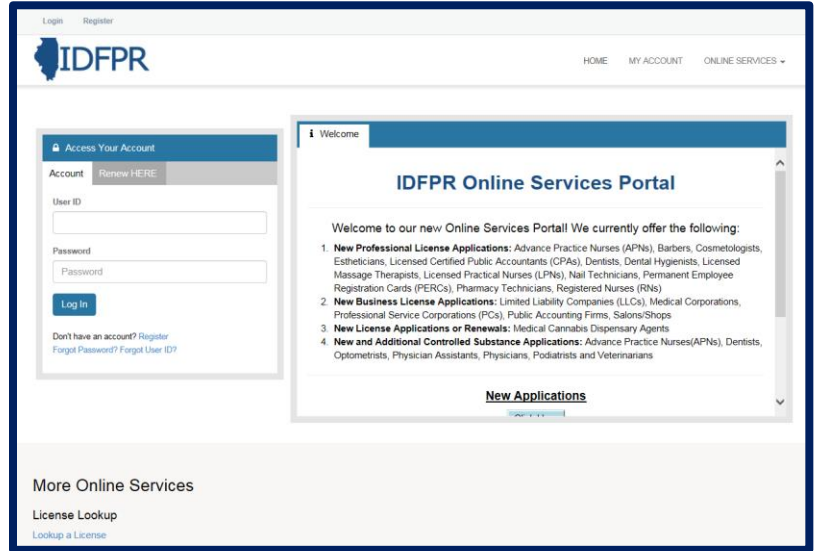 Login Register
IDFPR
HOME MY ACCOUNT ONLINE SERVICES
Access Your Account
Account Renew HERE
User ID
Password
Password
Log In
Don't have an account? Register
Forgot Password? Forgot User ID?
Welcome
IDFPR Online Services Portal
Welcome to our new Online Services Portal! We currently offer the following:
1. New Professional License Applications: Advance Practice Nurses (APNs), Barbers, Cosmetologists,
Estheticians, Licensed Certified Public Accountants (CPAs), Dentists, Dental Hygienists, Licensed
Massage Therapists, Licensed Practical Nurses (LPNs), Nail Technicians, Permanent Employee
Registration Cards (PERCs), Pharmacy Technicians, Registered Nurses (RNs)
2. New Business License Applications: Limited Liability Companies (LLCs), Medical Corporations,
Professional Service Corporations (PCs), Public Accounting Firms, Salons/Shops
3. New License Applications or Renewals: Medical Cannabis Dispensary Agents
4. New and Additional Controlled Substance Applications: Advance Practice Nurses(APNs), Dentists,
Optometrists, Physician Assistants, Physicians, Podiatrists and Veterinarians
New Applications
More Online Services
License Lookup
Lookup a License